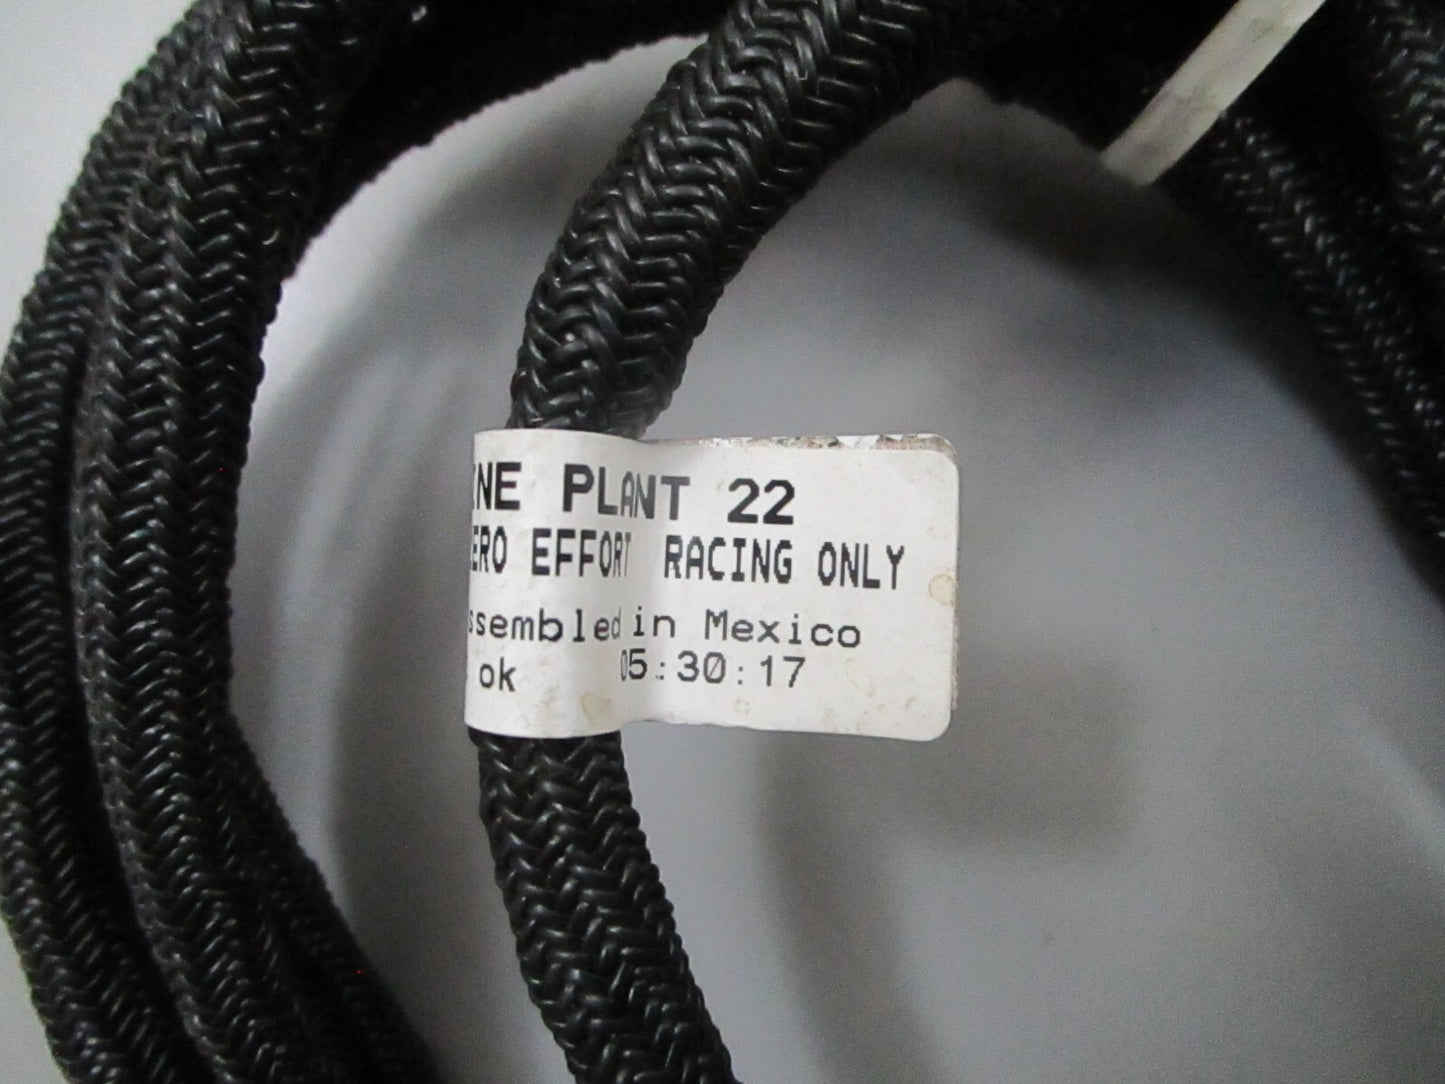 PLANT 22
EFFORT RACING ONLY
in Mexico
ok 05:30:17